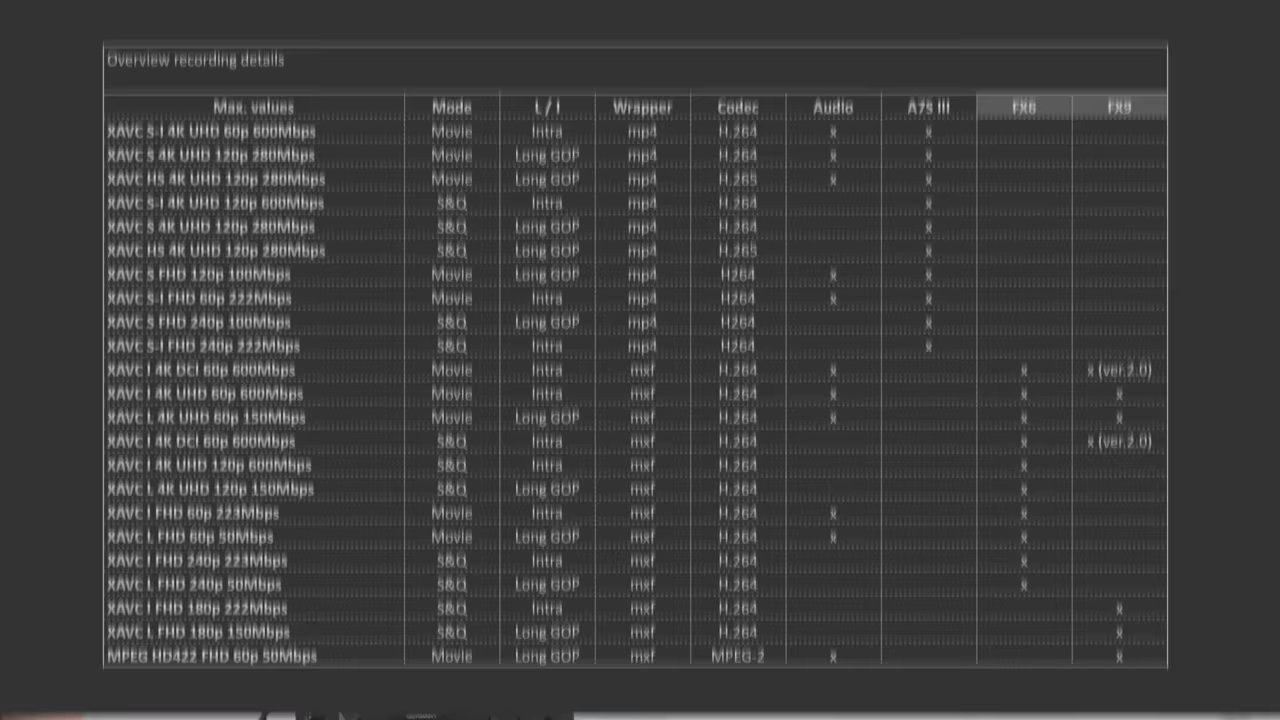 Overview recording details
Max. values Mode L / I Wrapper Codec Audio A7S III FX6 FX9
XAVC S-I 4K UHD 60p 600Mbps Movie Intra mp4 H.264 x x
XAVC S 4K UHD 120p 280Mbps Movie Long GOP mp4 H.264 x x
XAVC HS 4K UHD 120p 280Mbps Movie Long GOP mp4 H.265 x x
XAVC S-I 4K UHD 120p 600Mbps S&Q Intra mp4 H.264 x
XAVC S 4K UHD 120p 280Mbps S&Q Long GOP mp4 H.264 x
XAVC HS 4K UHD 120p 280Mbps S&Q Long GOP mp4 H.265 x
XAVC S FHD 120p 100Mbps Movie Long GOP mp4 H264 x x
XAVC S-I FHD 60p 222Mbps Movie Intra mp4 H264 x x
XAVC S FHD 240p 100Mbps S&Q Long GOP mp4 H264 x
XAVC S-I FHD 240p 222Mbps S&Q Intra mp4 H264 x
XAVC I 4K DCI 60p 600Mbps Movie Intra mxf H.264 x x x (ver.2.0)
XAVC I 4K UHD 60p 600Mbps Movie Intra mxf H.264 x x x
XAVC L 4K UHD 60p 150Mbps Movie Long GOP mxf H.264 x x x
XAVC I 4K DCI 60p 600Mbps S&Q Intra mxf H.264 x x (ver.2.0)
XAVC I 4K UHD 120p 600Mbps S&Q Intra mxf H.264 x
XAVC L 4K UHD 120p 150Mbps S&Q Long GOP mxf H.264 x
XAVC I FHD 60p 223Mbps Movie Intra mxf H.264 x x
XAVC L FHD 60p 50Mbps Movie Long GOP mxf H.264 x x
XAVC I FHD 240p 223Mbps S&Q Intra mxf H.264 x
XAVC L FHD 240p 50Mbps S&Q Long GOP mxf H.264 x
XAVC I FHD 180p 222Mbps S&Q Intra mxf H.264 x
XAVC L FHD 180p 150Mbps S&Q Long GOP mxf H.264 x
MPEG HD422 FHD 60p 50Mbps Movie Long GOP mxf MPEG-2 x x